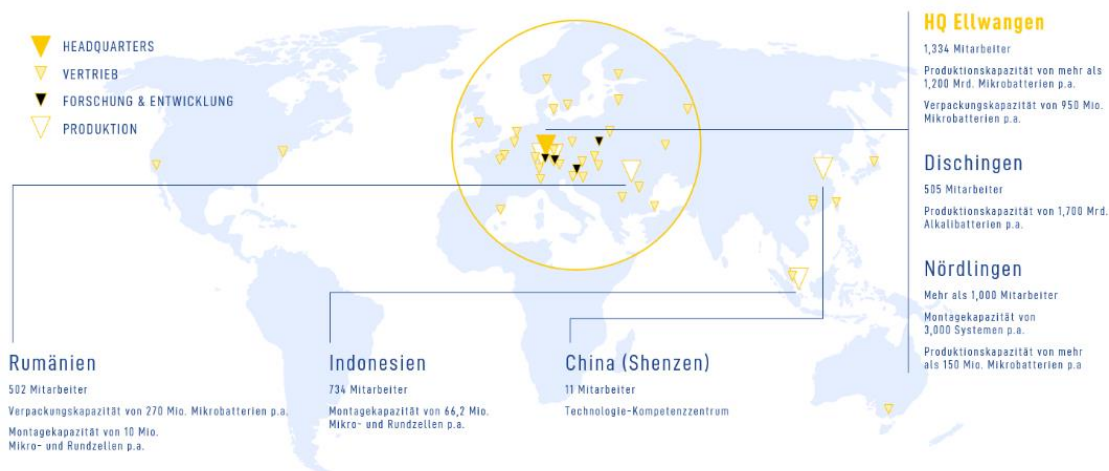 HEADQUARTERS
VERTRIEB
FORSCHUNG & ENTWICKLUNG
PRODUKTION
HQ Ellwangen
1,334 Mitarbeiter
Produktionskapazität von mehr als
1,200 Mrd. Mikrobatterien p.a.
Verpackungskapazität von 950 Mio.
Mikrobatterien p.a.
Dischingen
505 Mitarbeiter
Produktionskapazität von 1,700 Mrd.
Alkalibatterien p.a.
Nördlingen
Mehr als 1,000 Mitarbeiter
Montagekapazität von
3,000 Systemen p.a.
Produktionskapazität von mehr
als 150 Mio. Mikrobatterien p.a
Rumänien
502 Mitarbeiter
Verpackungskapazität von 270 Mio. Mikrobatterien p.a.
Montagekapazität von 10 Mio.
Mikro- und Rundzellen p.a.
Indonesien
734 Mitarbeiter
Montagekapazität von 66,2 Mio.
Mikro- und Rundzellen p.a.
China (Shenzen)
11 Mitarbeiter
Technologie-Kompetenzzentrum